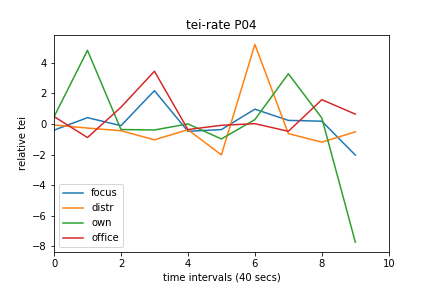 tei-rate P04
relative tei
4
2
0
−2
−4
−6
−8
focus
distr
own
office
0 2 4 6 8 10
time intervals (40 secs)